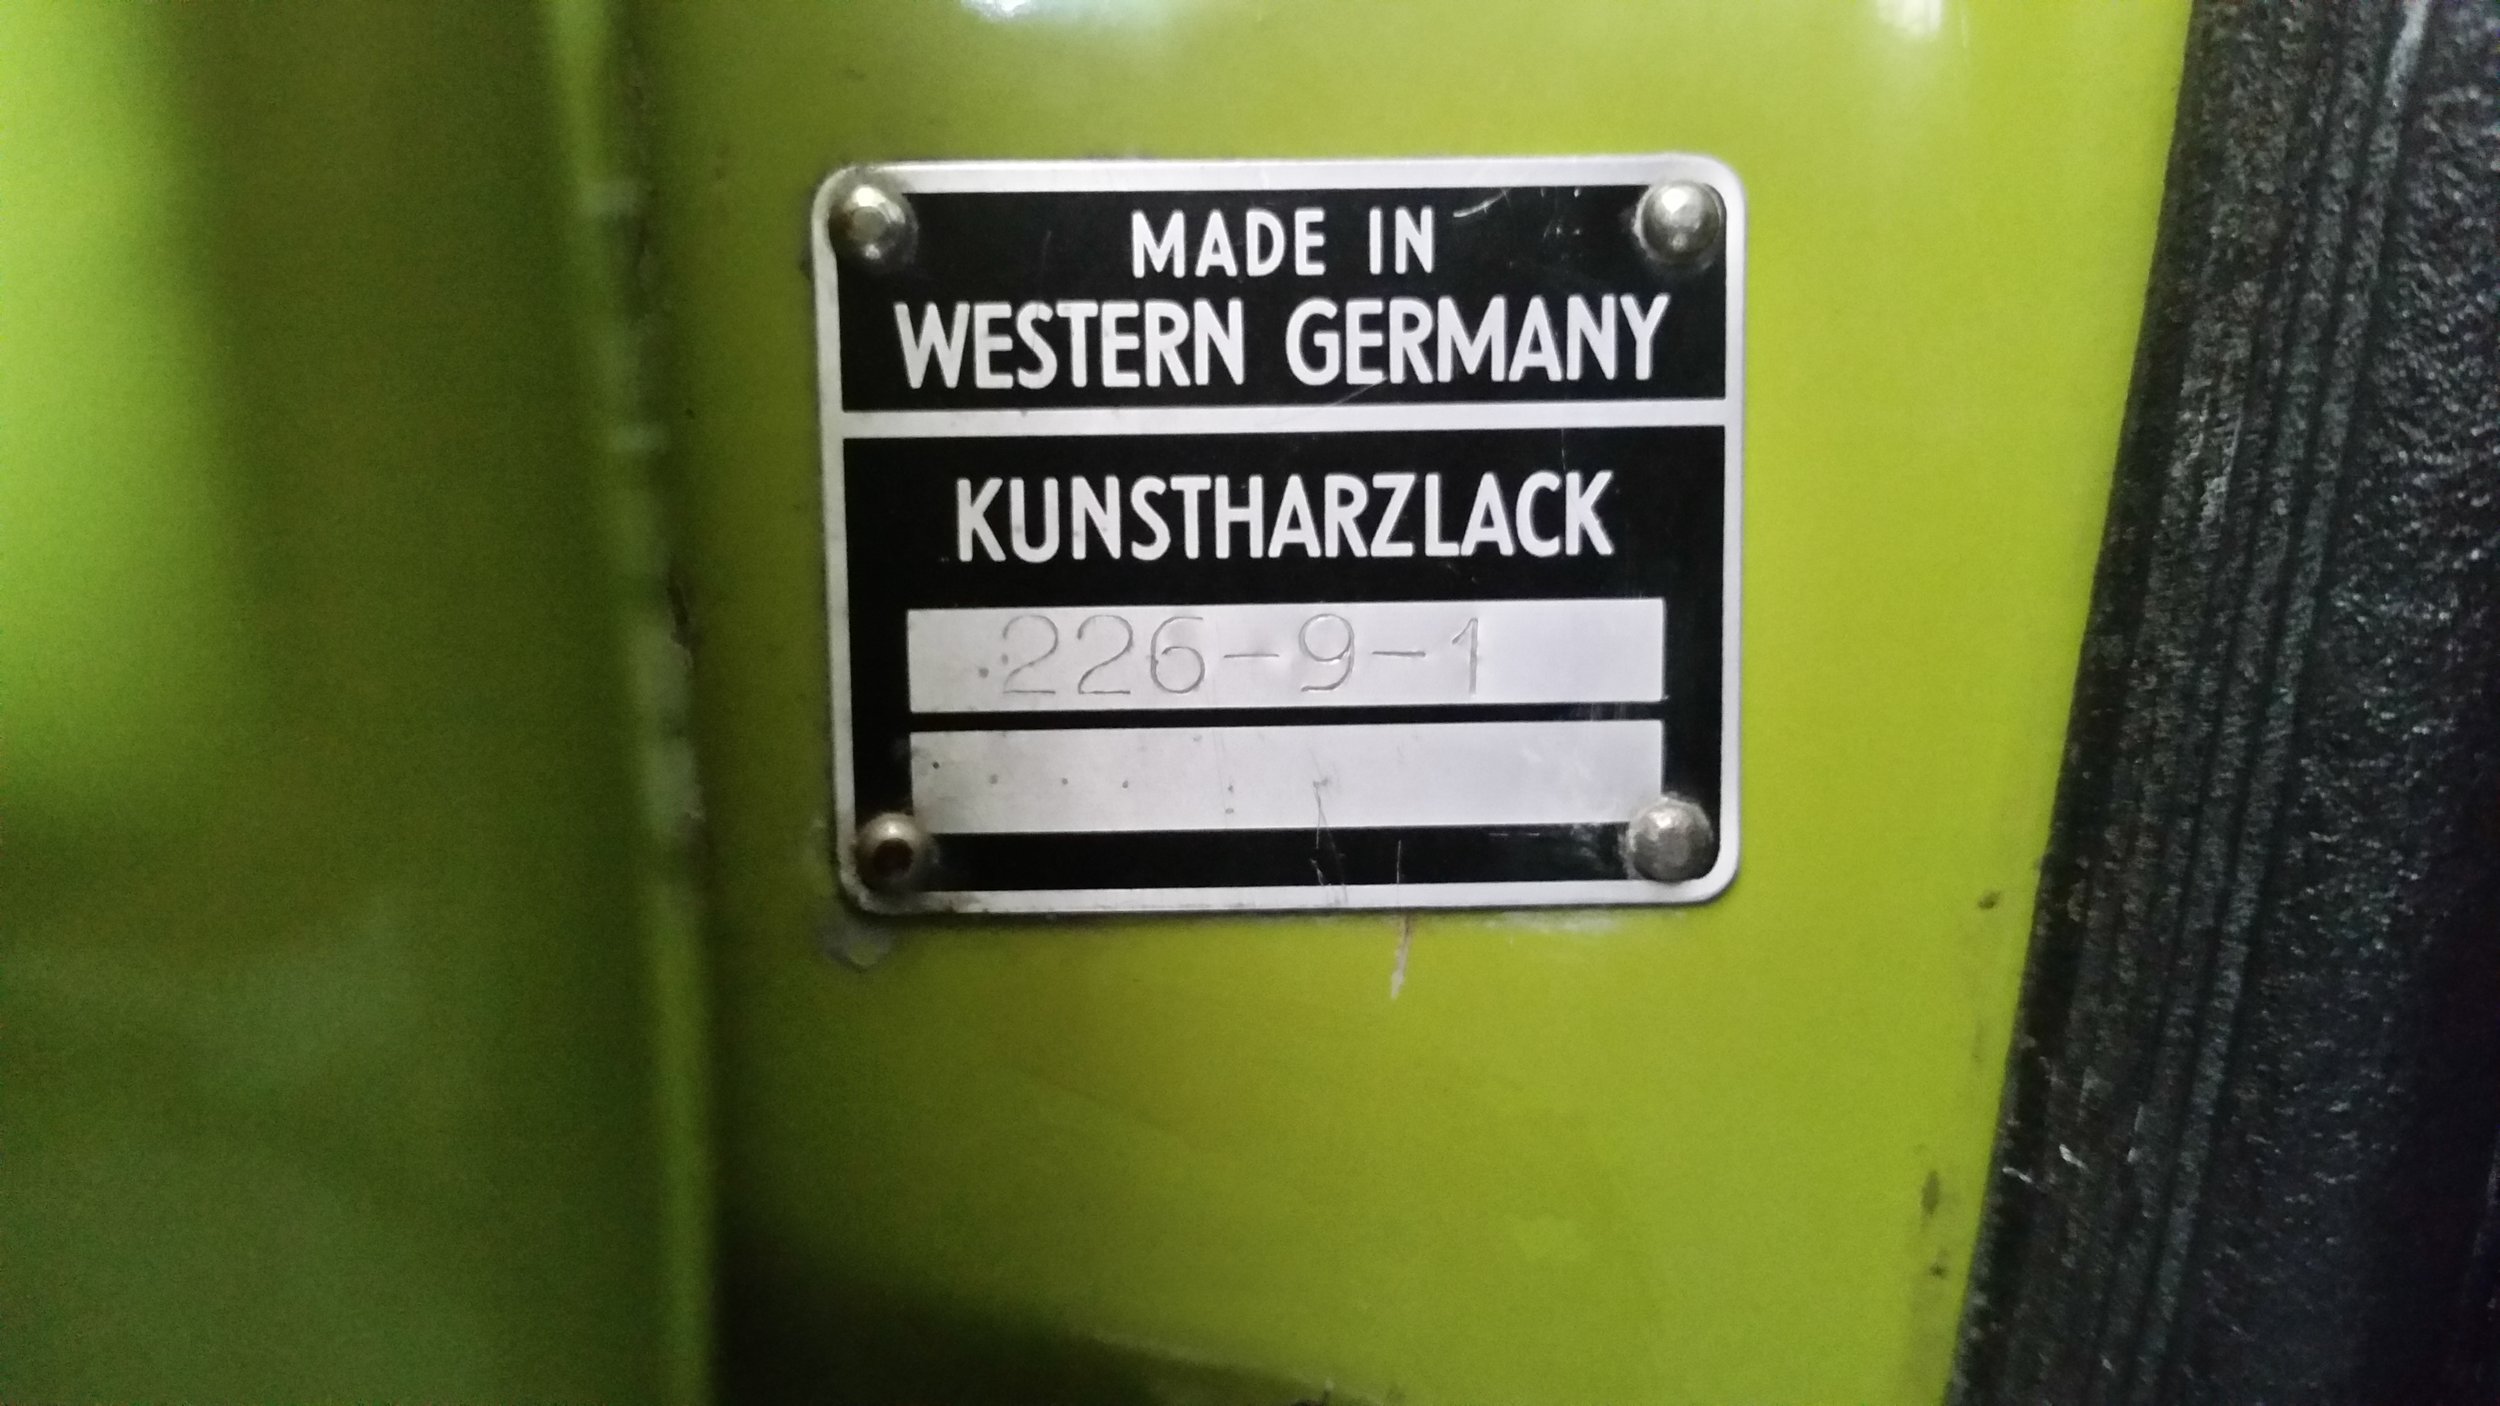 MADE IN
WESTERN GERMANY
KUNSTHARZLACK
226-9-1